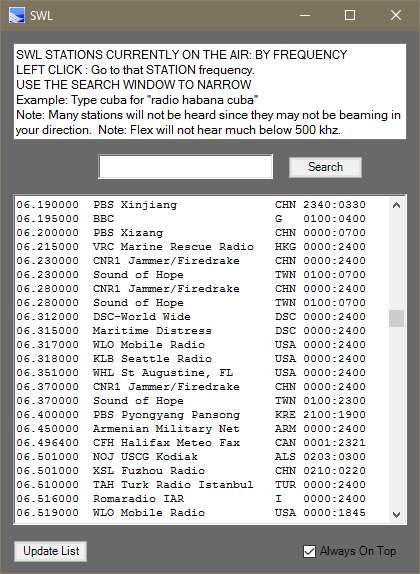 SWL
SWL STATIONS CURRENTLY ON THE AIR: BY FREQUENCY
LEFT CLICK : Go to that STATION frequency.
USE THE SEARCH WINDOW TO NARROW
Example: Type cuba for "radio habana cuba"
Note: Many stations will not be heard since they may not be beaming in
your direction.  Note: Flex will not hear much below 500 khz.
Search
06.190000 PBS Xinjiang CHN 2340:0330
06.195000 BBC G 0100:0400
06.200000 PBS Xizang CHN 0000:0700
06.215000 VRC Marine Rescue Radio HKG 0000:2400
06.230000 CNR1 Jammer/Firedrake CHN 0000:2400
06.230000 Sound of Hope TWN 0100:0700
06.280000 CNR1 Jammer/Firedrake CHN 0000:2400
06.280000 Sound of Hope TWN 0100:0700
06.312000 DSC-World Wide DSC 0000:2400
06.315000 Maritime Distress DSC 0000:2400
06.317000 WLO Mobile Radio USA 0000:2400
06.318000 KLB Seattle Radio USA 0000:2400
06.351000 WHL St Augustine, FL USA 0000:2400
06.370000 CNR1 Jammer/Firedrake CHN 0000:2400
06.370000 Sound of Hope TWN 0100:2300
06.400000 PBS Pyongyang Pansong KRE 2100:1900
06.450000 Armenian Military Net ARM 0000:2400
06.496400 CFH Halifax Meteo Fax CAN 0001:2321
06.501000 NOJ USCG Kodiak ALS 0203:0300
06.501000 XSL Fuzhou Radio CHN 0210:0220
06.510000 TAH Turk Radio Istanbul TUR 0000:2400
06.516000 Romaradio IAR I 0000:2400
06.519000 WLO Mobile Radio USA 0000:1845
Update List
Always On Top